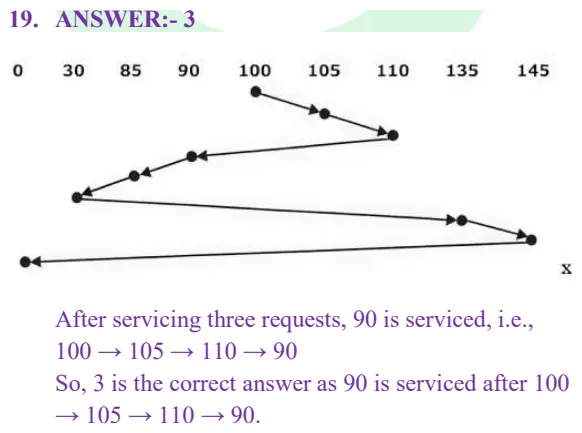 19. ANSWER:- 3
0 30 85 90 100 105 110 135 145
x
After servicing three requests, 90 is serviced, i.e.,
100 → 105 → 110 → 90
So, 3 is the correct answer as 90 is serviced after 100
→ 105 → 110 → 90.